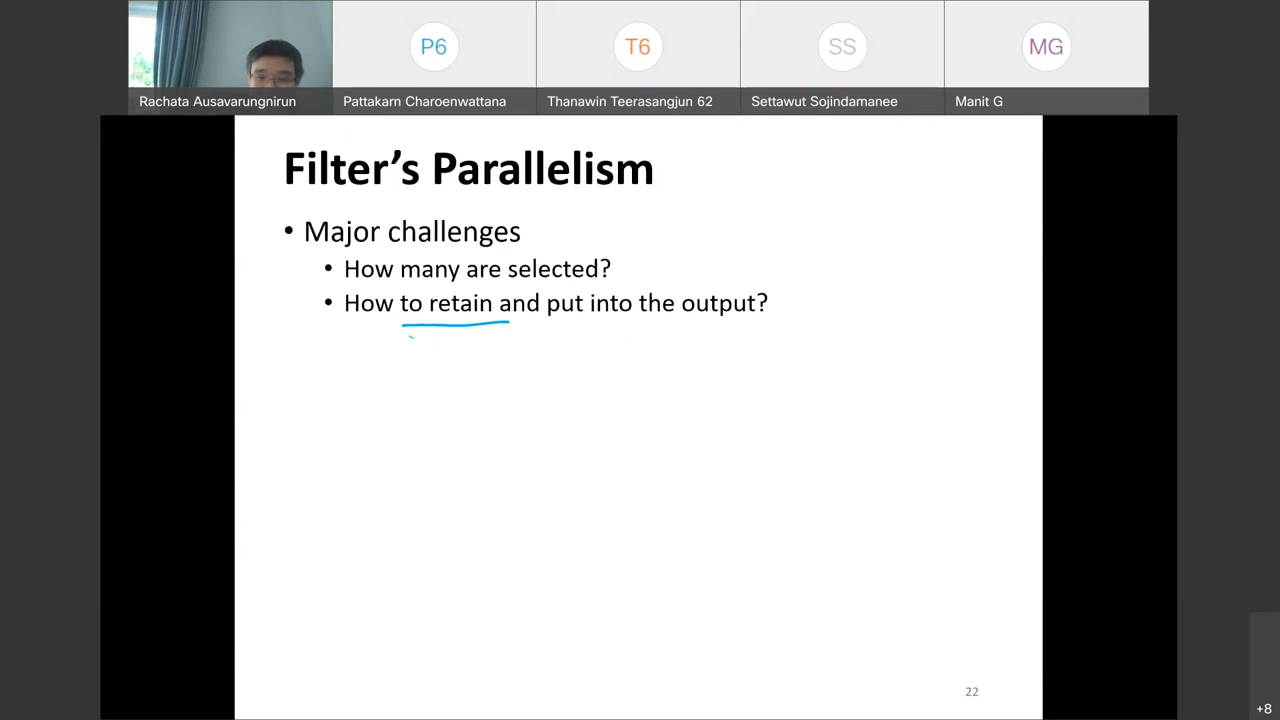 P6
T6
SS
MG
Rachata Ausavarungnirun
Pattakarn Charoenwattana
Thanawin Teerasangjun 62
Settawut Sojindamanee
Manit G
Filter's Parallelism
• Major challenges
• How many are selected?
• How to retain and put into the output?
22
+8